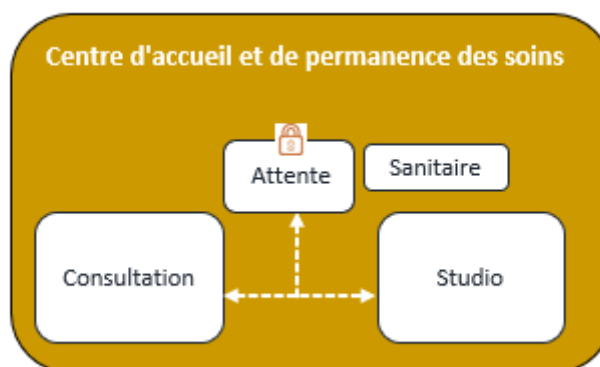 Centre d'accueil et de permanence des soins
Attente
Sanitaire
Consultation
Studio